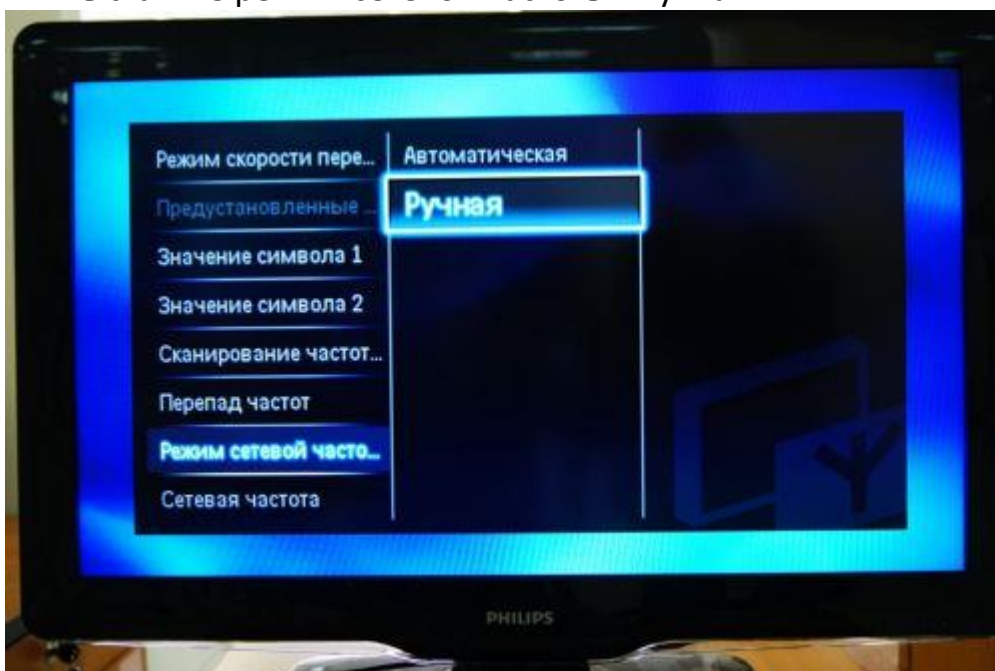 Режим скорости пере...
Автоматическая
Предустановленные ...
Ручная
Значение символа 1
Значение символа 2
Сканирование частот...
Перепад частот
Режим сетевой часто...
Сетевая частота
PHILIPS